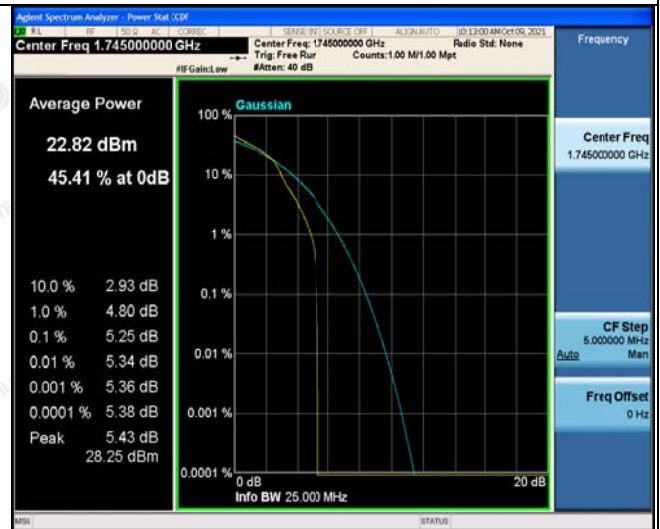 Agilent Spectrum Analyzer - Power Stat CCDF
RL RF 50 Ω AC CORREC SENSE:INT SOURCE OFF ALIGN AUTO 10:13:00 AM Oct 09, 2021
Center Freq 1.745000000 GHz
Center Freq: 1.745000000 GHz
Radio Std: None
Trig: Free Run
Counts:1.00 M/1.00 Mpt
#IFGain:Low
#Atten: 40 dB
Frequency
Average Power
22.82 dBm
45.41 % at 0dB
10.0 % 2.93 dB
1.0 % 4.80 dB
0.1 % 5.25 dB
0.01 % 5.34 dB
0.001 % 5.36 dB
0.0001 % 5.38 dB
Peak 5.43 dB
28.25 dBm
Gaussian
100 %
10 %
1 %
0.1 %
0.01 %
0.001 %
0.0001 %
0 dB
20 dB
Info BW 25.000 MHz
Center Freq
1.745000000 GHz
CF Step
5.000000 MHz
Auto Man
Freq Offset
0 Hz
MSG
STATUS